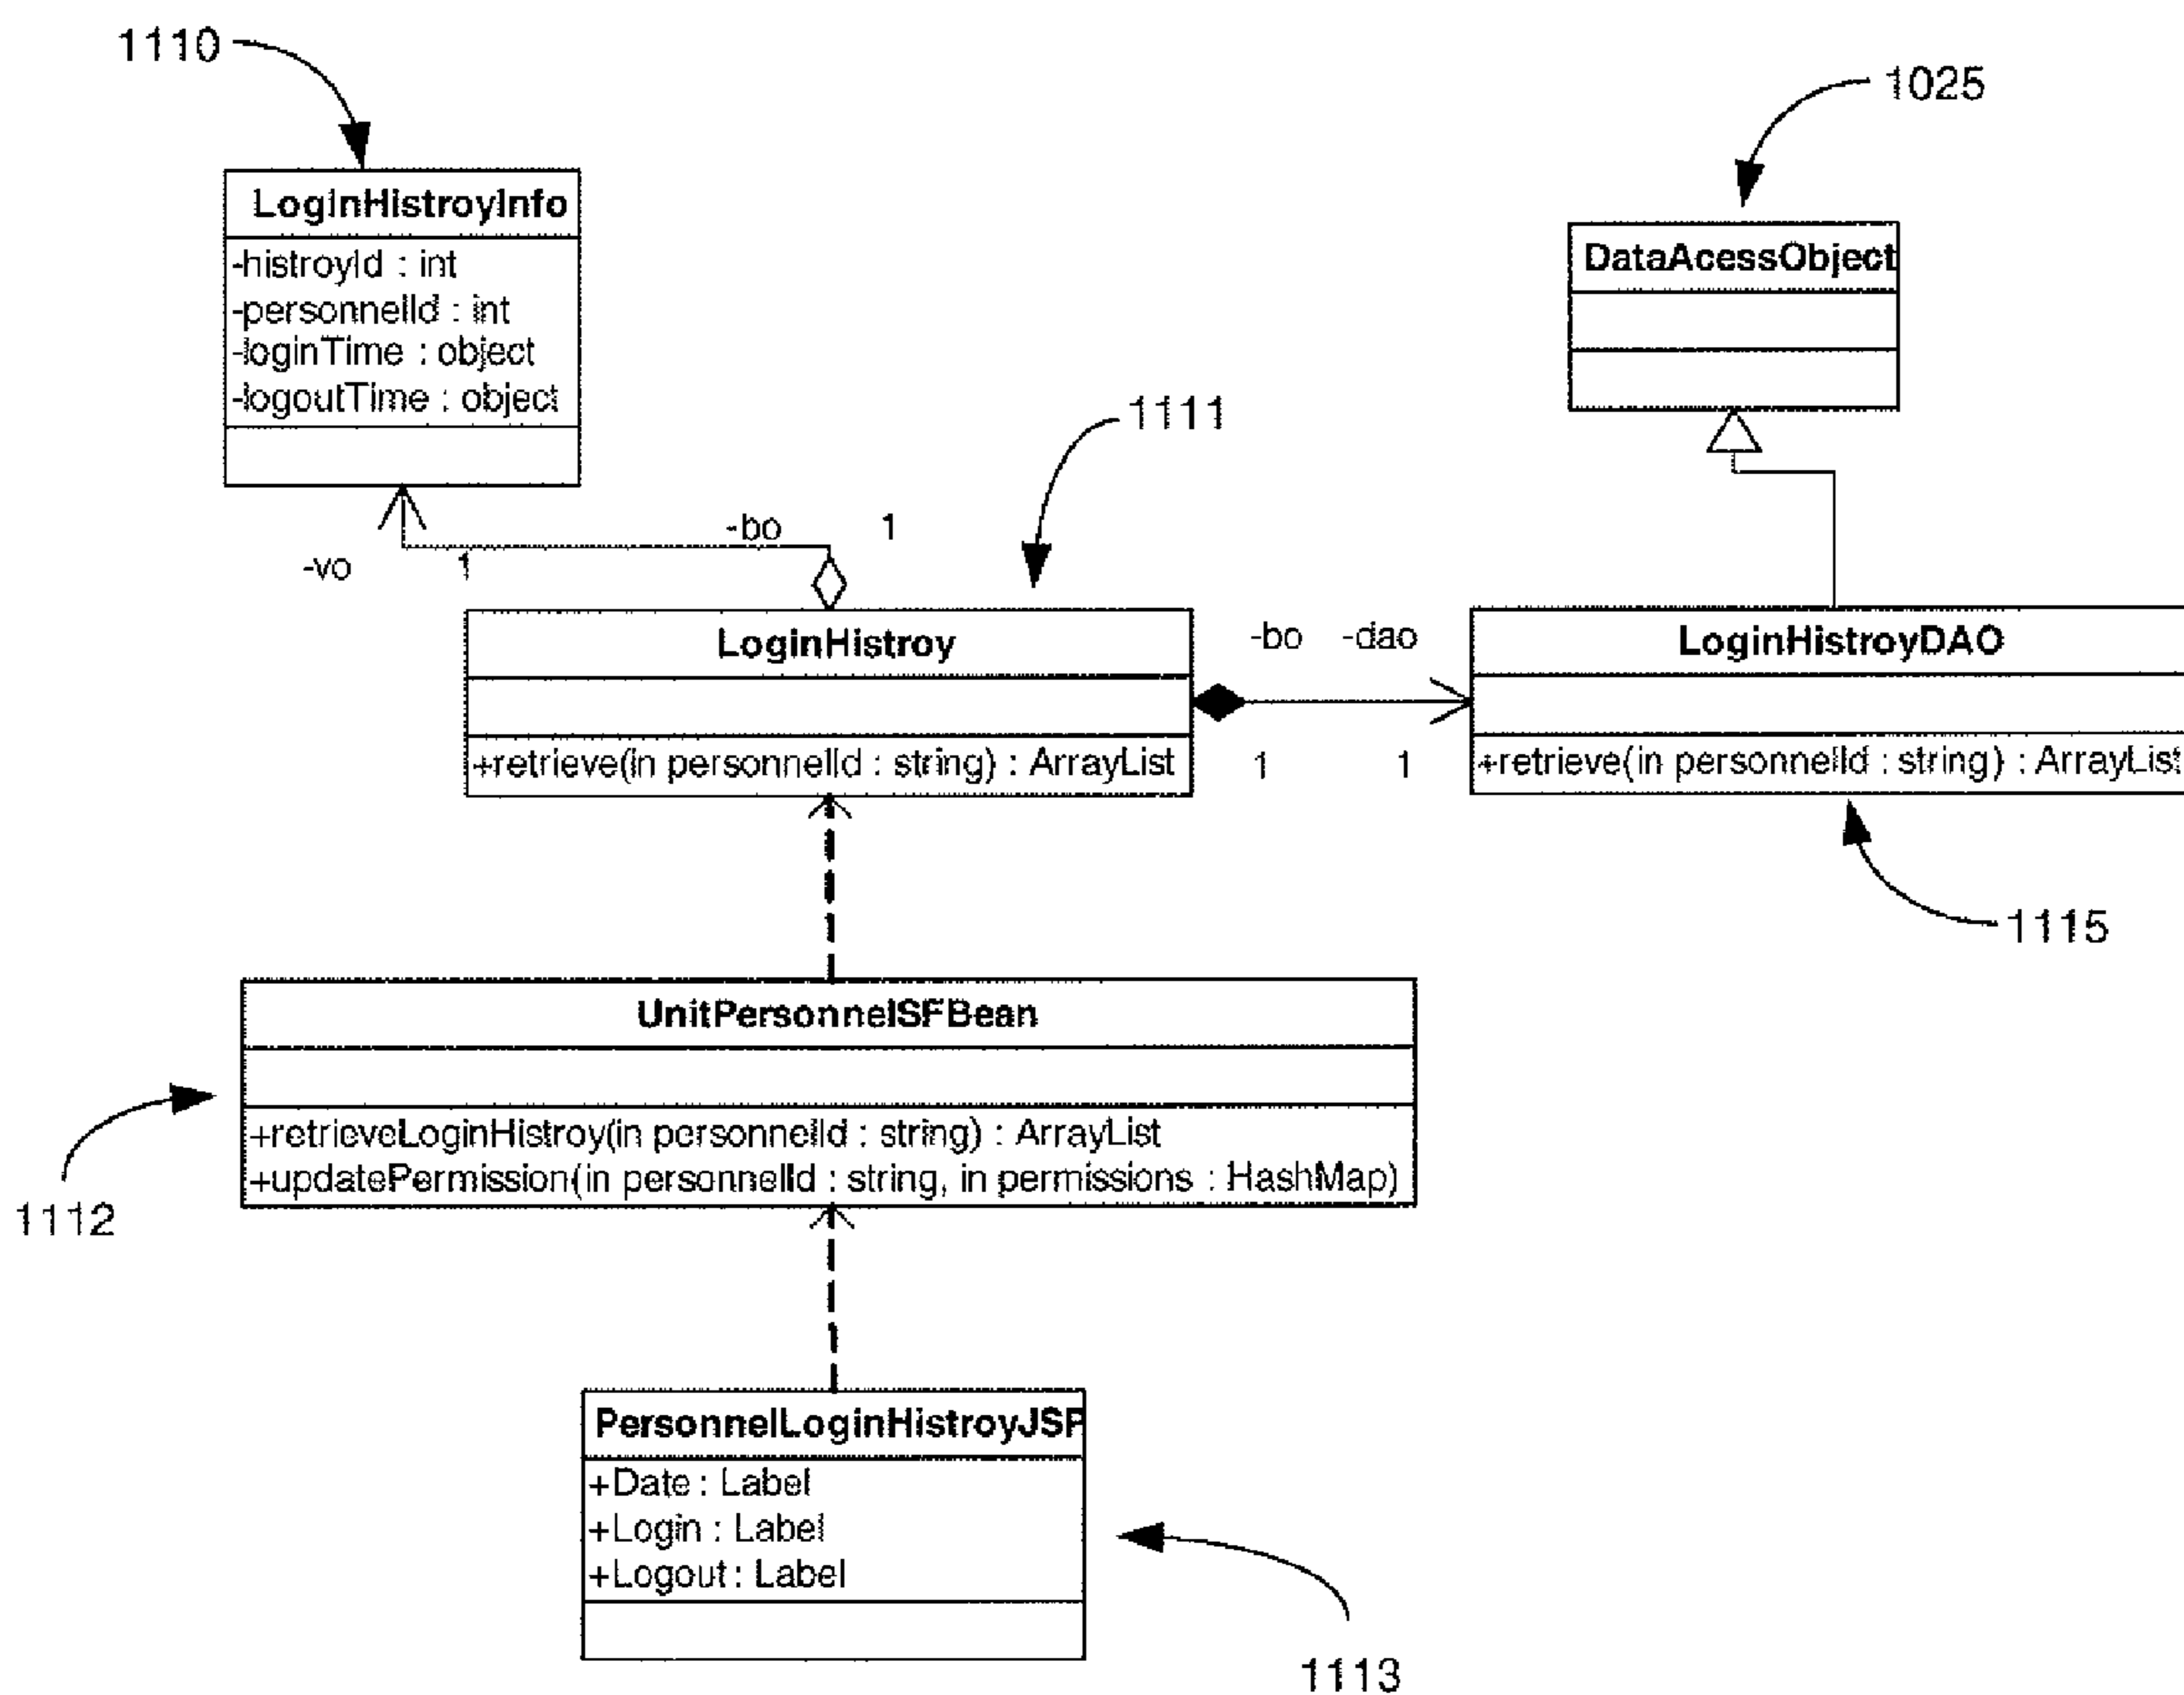 1110
1025
LoginHistroyInfo
-histroyId : int
-personnelId : int
-loginTime : object
-logoutTime : object
DataAcessObject
1111
-bo 1
-vo 1
LoginHistroy
+retrieve(in personnelId : string) : ArrayList
-bo -dao
1 1
LoginHistroyDAO
+retrieve(in personnelId : string) : ArrayList
1115
UnitPersonnelSFBean
+retrieveLoginHistroy(in personnelId : string) : ArrayList
+updatePermission(in personnelId : string, in permissions : HashMap)
1112
PersonnelLoginHistroyJSP
+Date : Label
+Login : Label
+Logout : Label
1113